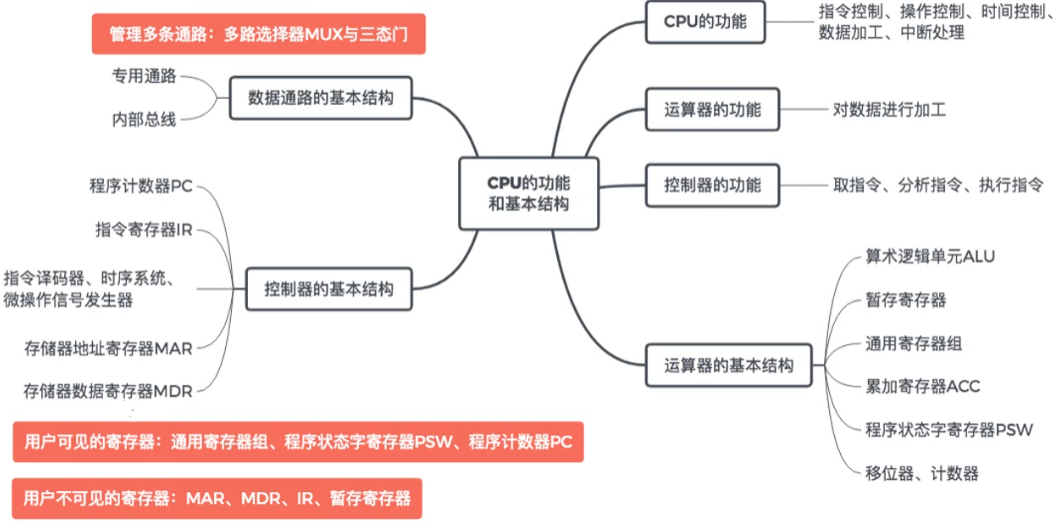 管理多条通路：多路选择器MUX与三态门
专用通路
内部总线
数据通路的基本结构
程序计数器PC
指令寄存器IR
指令译码器、时序系统、
微操作信号发生器
存储器地址寄存器MAR
存储器数据寄存器MDR
控制器的基本结构
用户可见的寄存器：通用寄存器组、程序状态字寄存器PSW、程序计数器PC
用户不可见的寄存器：MAR、MDR、IR、暂存寄存器
CPU的功能
和基本结构
CPU的功能
指令控制、操作控制、时间控制、
数据加工、中断处理
运算器的功能
对数据进行加工
控制器的功能
取指令、分析指令、执行指令
运算器的基本结构
算术逻辑单元ALU
暂存寄存器
通用寄存器组
累加寄存器ACC
程序状态字寄存器PSW
移位器、计数器